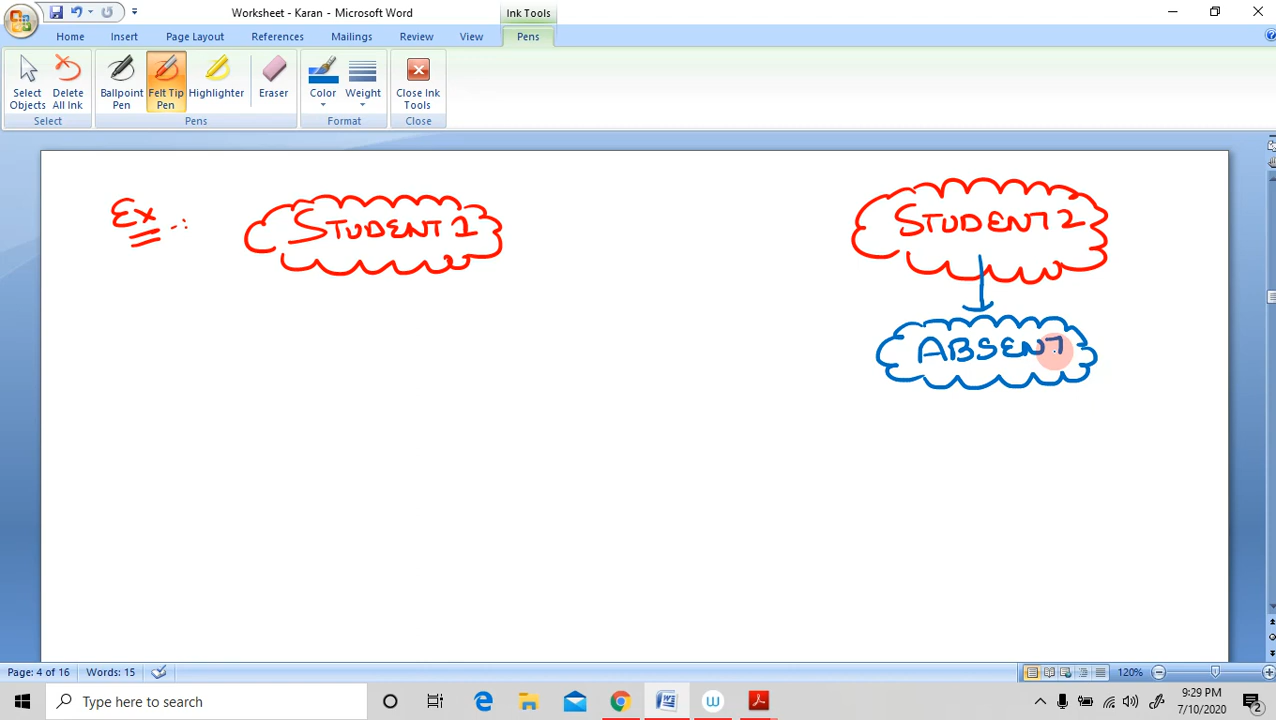 Worksheet - Karan - Microsoft Word
Ink Tools
Home Insert Page Layout References Mailings Review View Pens
Select Objects
Delete All Ink
Ballpoint Pen
Felt Tip Pen
Highlighter
Eraser
Color
Weight
Close Ink Tools
Select Pens Format Close
Ex :
STUDENT 1
STUDENT 2
ABSENT
Page: 4 of 16 Words: 15 120%
Type here to search
9:29 PM
7/10/2020
2